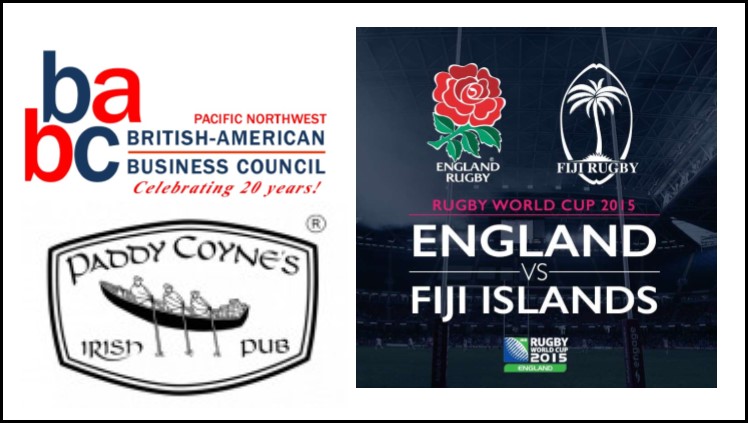 ba
bc
PACIFIC NORTHWEST
BRITISH-AMERICAN
BUSINESS COUNCIL
Celebrating 20 years!
®
PADDY COYNE'S
IRISH PUB
ENGLAND
RUGBY
FIJI RUGBY
RUGBY WORLD CUP 2015
ENGLAND
VS
FIJI ISLANDS
RUGBY
WORLD CUP
2015
ENGLAND